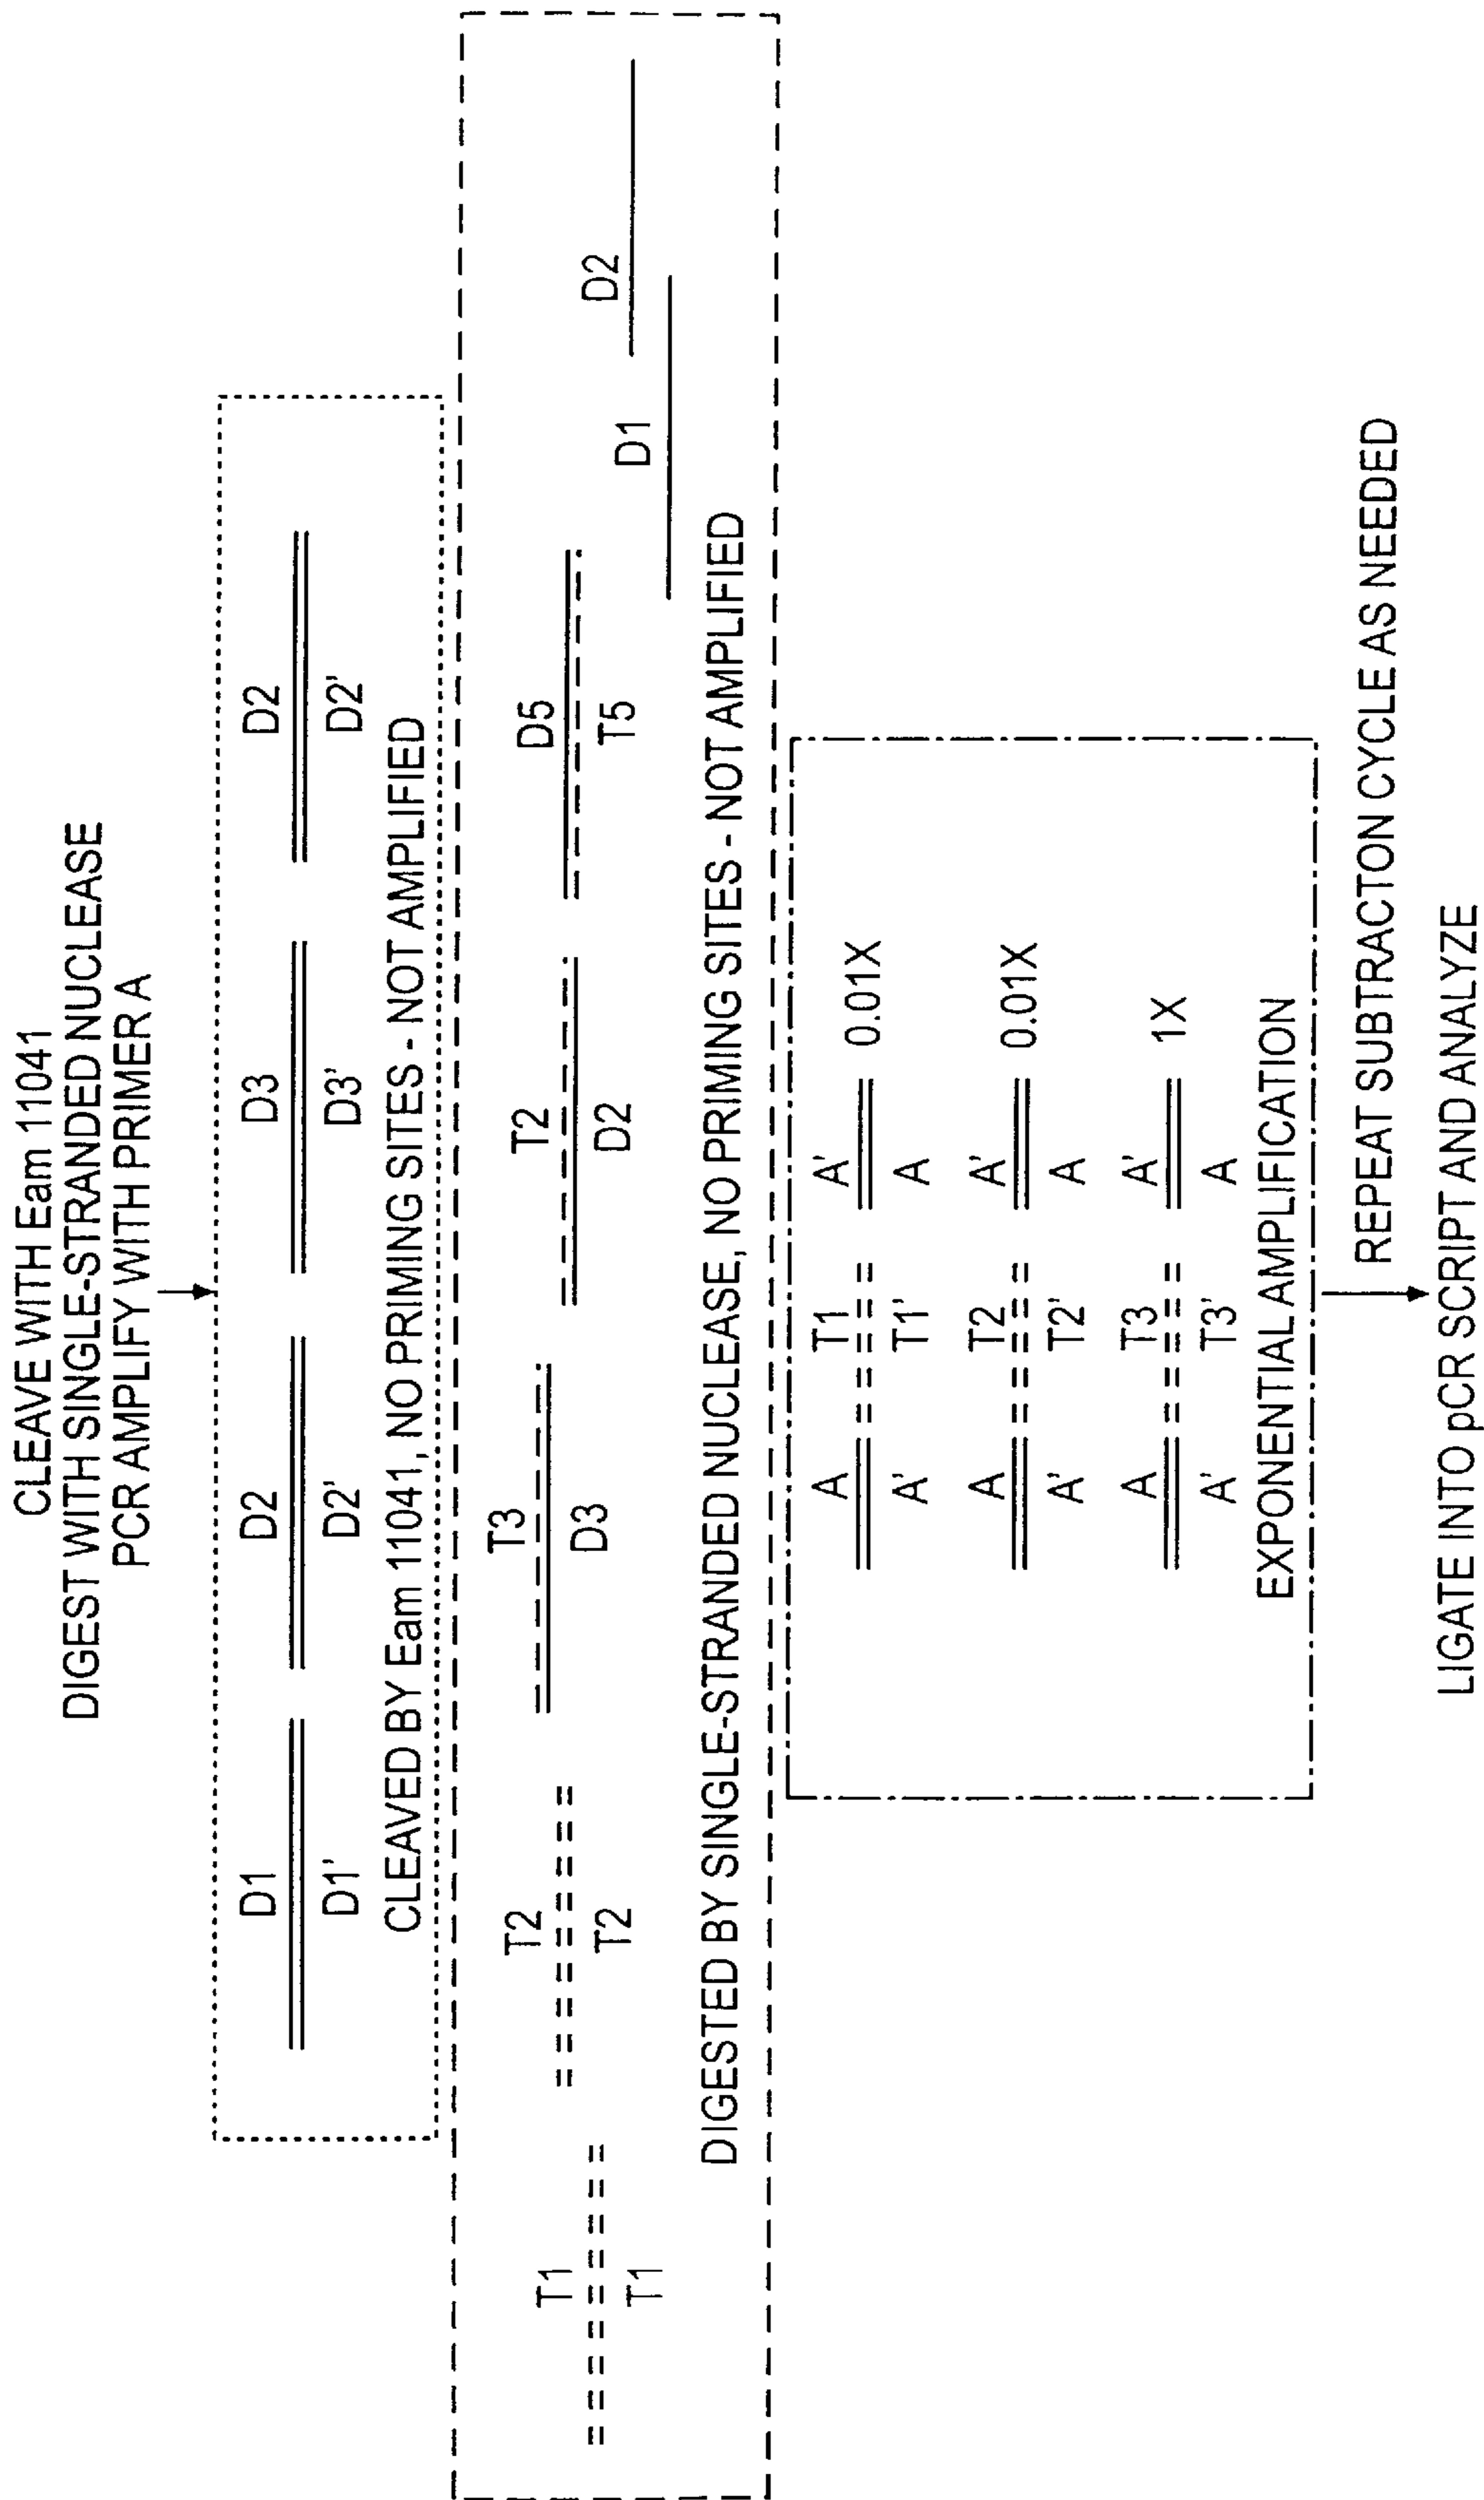 CLEAVE WITH Eam 11041
DIGEST WITH SINGLE-STRANDED NUCLEASE
PCR AMPLIFY WITH PRIMER A
D1 D2 D3 D2
D1' D2' D3' D2'
CLEAVED BY Eam 11041, NO PRIMING SITES - NOT AMPLIFIED
T1 T2 T3 T2 D5 D1 D2
T1 T2 D3 D2 T5
DIGESTED BY SINGLE-STRANDED NUCLEASE, NO PRIMING SITES - NOT AMPLIFIED
A T1 A' 0.01X
A' T1' A
A T2 A' 0.01X
A' T2' A
A T3 A' 1X
A' T3' A
EXPONENTIAL AMPLIFICATION
REPEAT SUBTRACTON CYCLE AS NEEDED
LIGATE INTO pCR SCRIPT AND ANALYZE